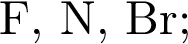 F, N, Br;